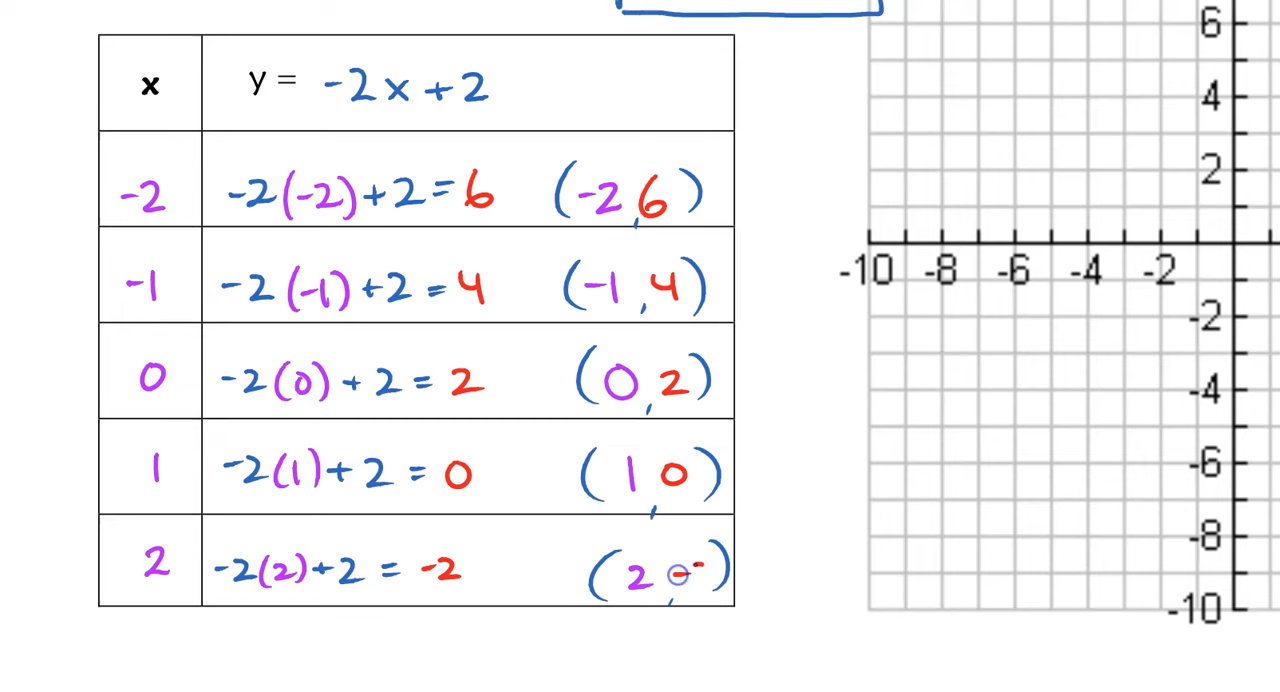 x y = -2x + 2
-2 -2(-2)+2 = 6 (-2, 6)
-1 -2(-1)+2 = 4 (-1, 4)
0 -2(0)+2 = 2 (0, 2)
1 -2(1)+2 = 0 (1, 0)
2 -2(2)+2 = -2 (2, -
6
4
2
-10 -8 -6 -4 -2
-2
-4
-6
-8
-10